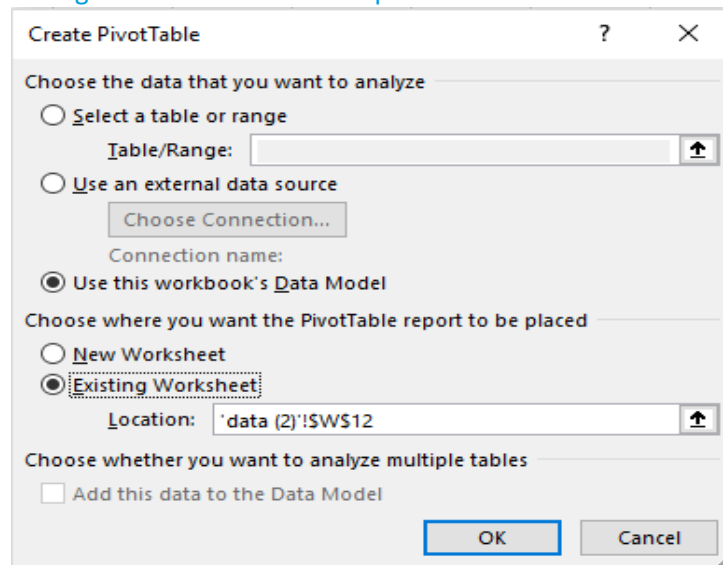 Create PivotTable ?
Choose the data that you want to analyze
Select a table or range
Table/Range:
Use an external data source
Choose Connection...
Connection name:
Use this workbook's Data Model
Choose where you want the PivotTable report to be placed
New Worksheet
Existing Worksheet
Location: 'data (2)'!$W$12
Choose whether you want to analyze multiple tables
Add this data to the Data Model
OK Cancel